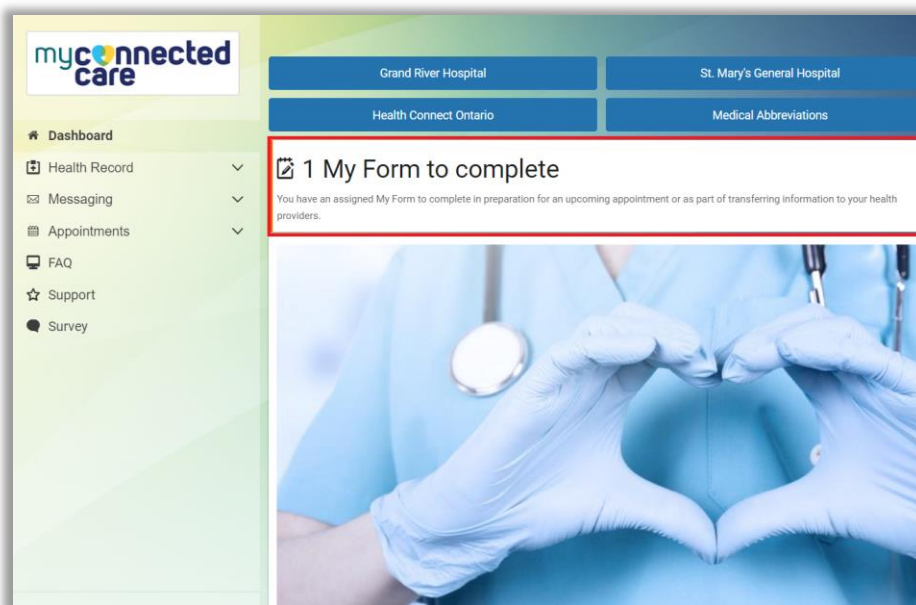 myconnected
care
Dashboard
Health Record
Messaging
Appointments
FAQ
Support
Survey
Grand River Hospital
St. Mary's General Hospital
Health Connect Ontario
Medical Abbreviations
1 My Form to complete
You have an assigned My Form to complete in preparation for an upcoming appointment or as part of transferring information to your health
providers.